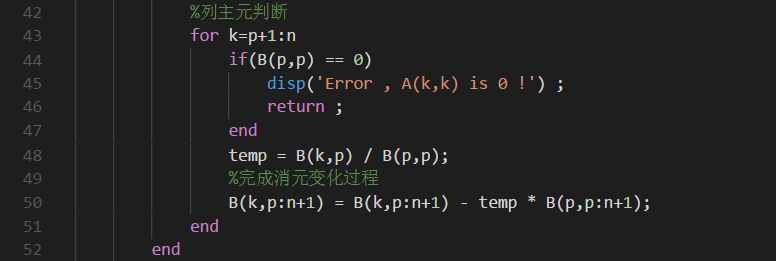 42 %列主元判断
43 for k=p+1:n
44 if(B(p,p) == 0)
45 disp('Error , A(k,k) is 0 !') ;
46 return ;
47 end
48 temp = B(k,p) / B(p,p);
49 %完成消元变化过程
50 B(k,p:n+1) = B(k,p:n+1) - temp * B(p,p:n+1);
51 end
52 end